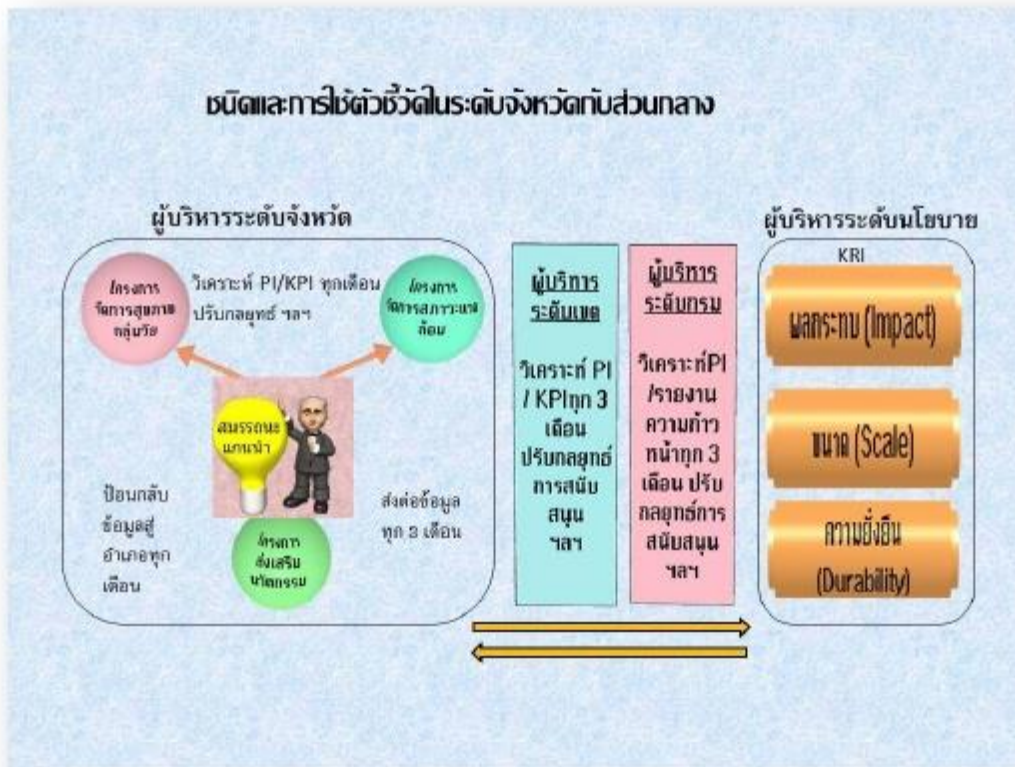 ชนิดและการใช้ตัวชี้วัดในระดับจังหวัดกับส่วนกลาง
ผู้บริหารระดับจังหวัด
โครงการ
จัดการสุขภาพ
กลุ่มวัย
วิเคราะห์ PI/KPI ทุกเดือน
ปรับกลยุทธ์ ฯลฯ
โครงการ
จัดการสภาวะแวด
ล้อม
สมรรถนะ
แกนนำ
ป้อนกลับ
ข้อมูลสู่
อำเภอทุก
เดือน
ส่งต่อข้อมูล
ทุก 3 เดือน
โครงการ
ส่งเสริม
นวัตกรรม
ผู้บริการ
ระดับเขต
วิเคราะห์ PI
/ KPIทุก 3
เดือน
ปรับกลยุทธ์
การสนับ
สนุน
ฯลฯ
ผู้บริการ
ระดับกรม
วิเคราะห์PI
/รายงาน
ความก้าว
หน้าทุก 3
เดือน ปรับ
กลยุทธ์การ
สนับสนุน
ฯลฯ
ผู้บริหารระดับนโยบาย
KRI
ผลกระทบ (Impact)
ขนาด (Scale)
ความยั่งยืน
(Durability)